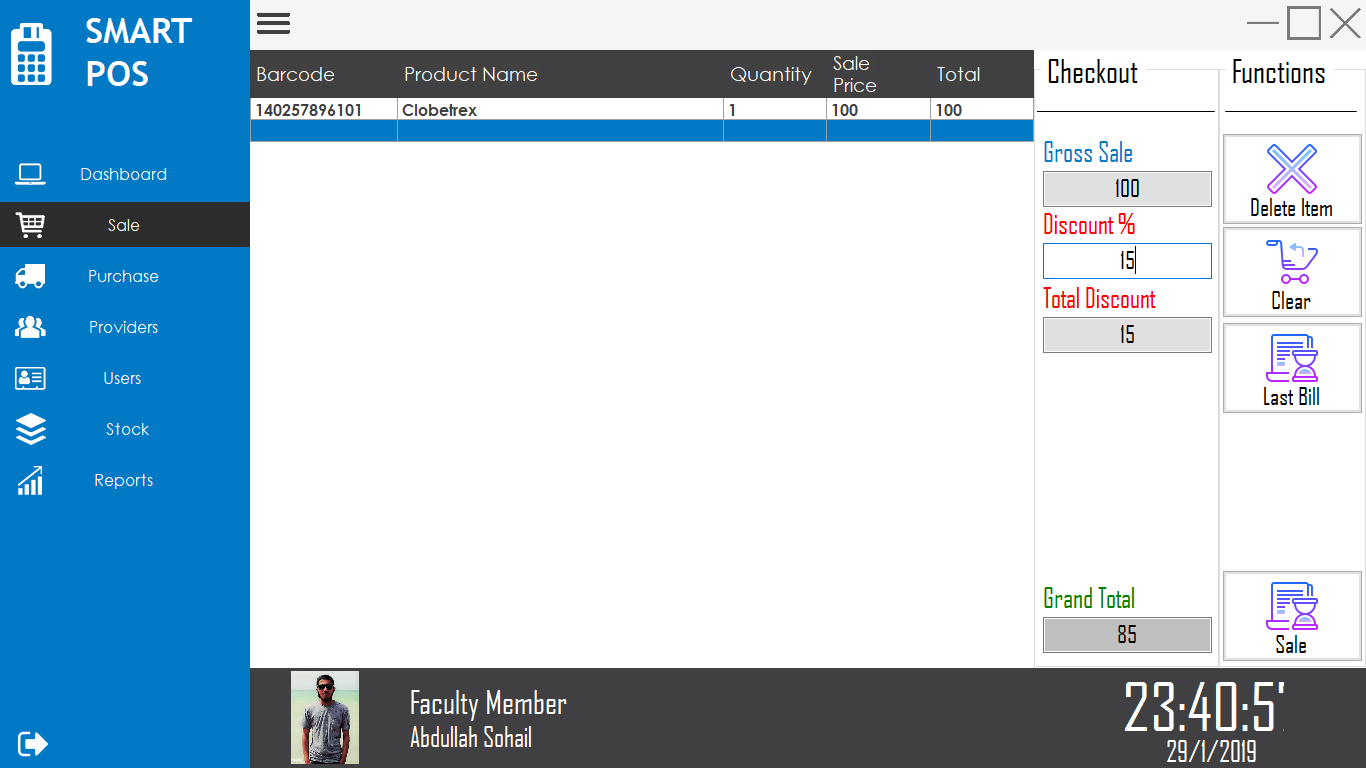 SMART
POS
Dashboard
Sale
Purchase
Providers
Users
Stock
Reports
Barcode Product Name Quantity Sale Price Total
140257896101 Clobetrex 1 100 100
Checkout
Gross Sale
100
Discount %
15
Total Discount
15
Grand Total
85
Functions
Delete Item
Clear
Last Bill
Sale
Faculty Member
Abdullah Sohail
23:40:5
29/1/2019